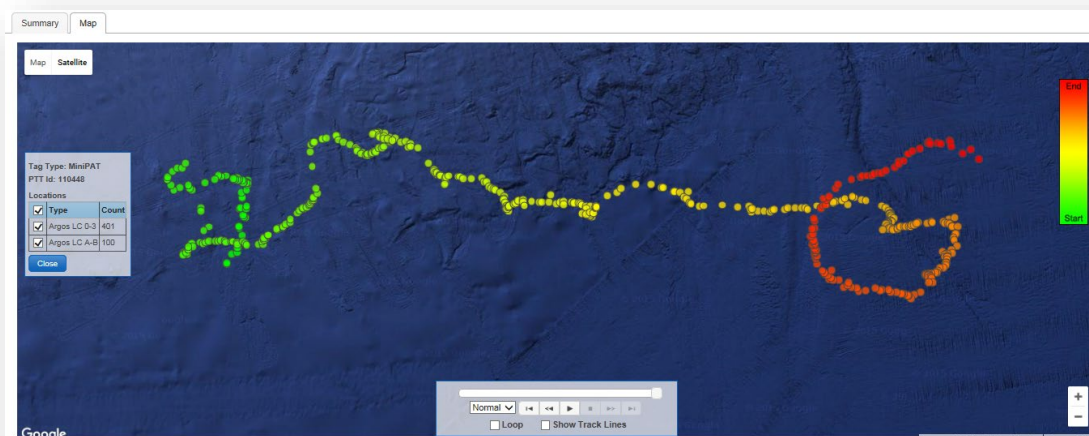 Summary Map
Map Satellite
End
Tag Type: MiniPAT
PTT Id: 110448
Locations
Type Count
Argos LC 0-3 401
Argos LC A-B 100
Start
Close
Normal
Loop Show Track Lines
+
−
Google